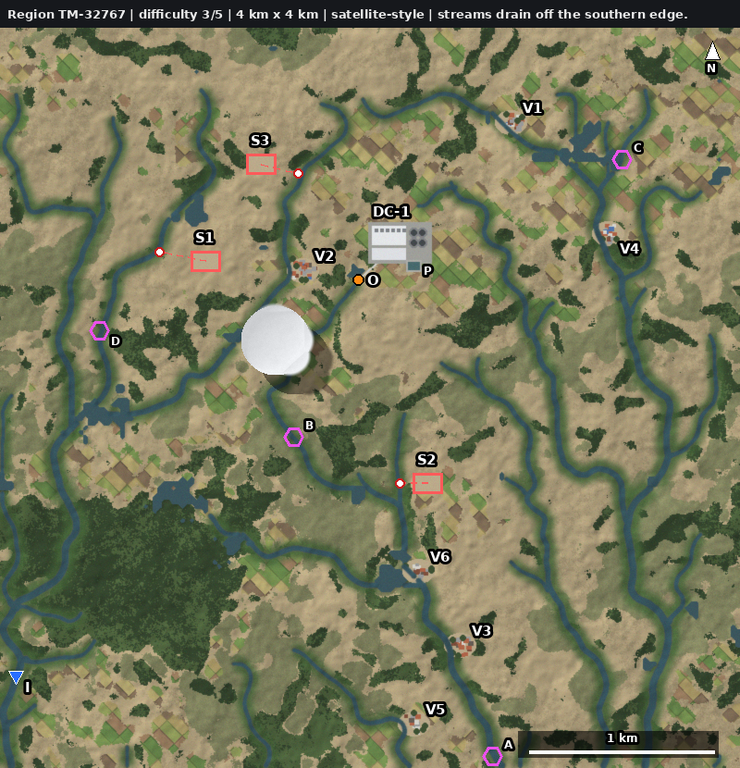 Region TM-32767 | difficulty 3/5 | 4 km x 4 km | satellite-style | streams drain off the southern edge.
N
V1
S3
C
DC-1
S1
V4
V2
P
O
D
B
S2
V6
V3
I
V5
1 km
A